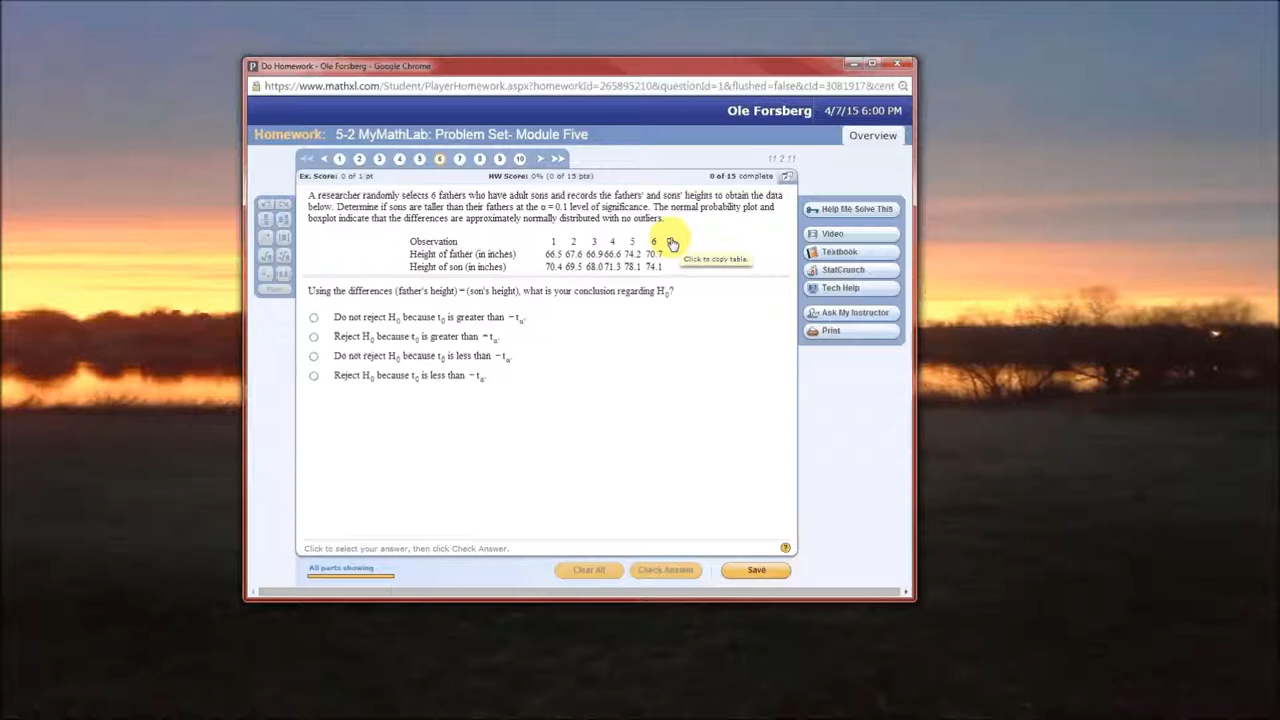 Do Homework - Ole Forsberg - Google Chrome
https://www.mathxl.com/Student/PlayerHomework.aspx?homeworkId=265895210&questionId=1&flushed=false&cId=3081917&cent
Ole Forsberg 4/7/15 6:00 PM
Homework: 5-2 MyMathLab: Problem Set- Module Five
Overview
1 2 3 4 5 6 7 8 9 10
11.2.11
Ex. Score: 0 of 1 pt HW Score: 0% (0 of 15 pts) 0 of 15 complete
A researcher randomly selects 6 fathers who have adult sons and records the fathers' and sons' heights to obtain the data
below. Determine if sons are taller than their fathers at the α = 0.1 level of significance. The normal probability plot and
boxplot indicate that the differences are approximately normally distributed with no outliers.
Observation 1 2 3 4 5 6
Height of father (in inches) 66.5 67.6 66.9 66.6 74.2 70.7
Height of son (in inches) 70.4 69.5 68.0 71.3 78.1 74.1
Click to copy table.
Using the differences (father's height) − (son's height), what is your conclusion regarding H₀?
Do not reject H₀ because t₀ is greater than −tα.
Reject H₀ because t₀ is greater than −tα.
Do not reject H₀ because t₀ is less than −tα.
Reject H₀ because t₀ is less than −tα.
Help Me Solve This
Video
Textbook
StatCrunch
Tech Help
Ask My Instructor
Print
Click to select your answer, then click Check Answer.
?
All parts showing
Clear All
Check Answer
Save